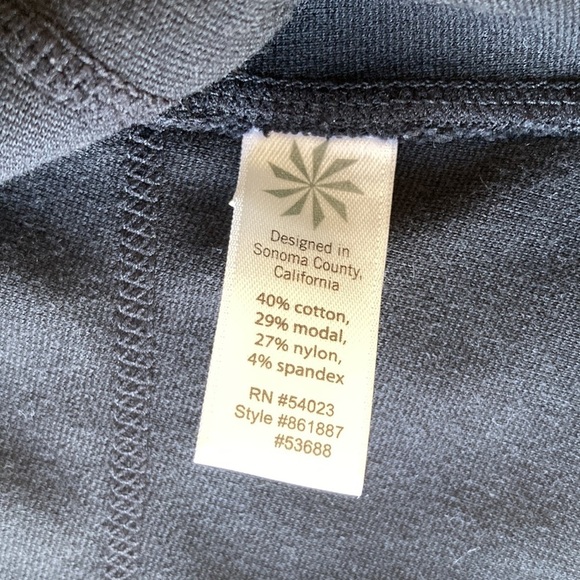 Designed in
Sonoma County,
California
40% cotton,
29% modal,
27% nylon,
4% spandex
RN #54023
Style #861887
#53688